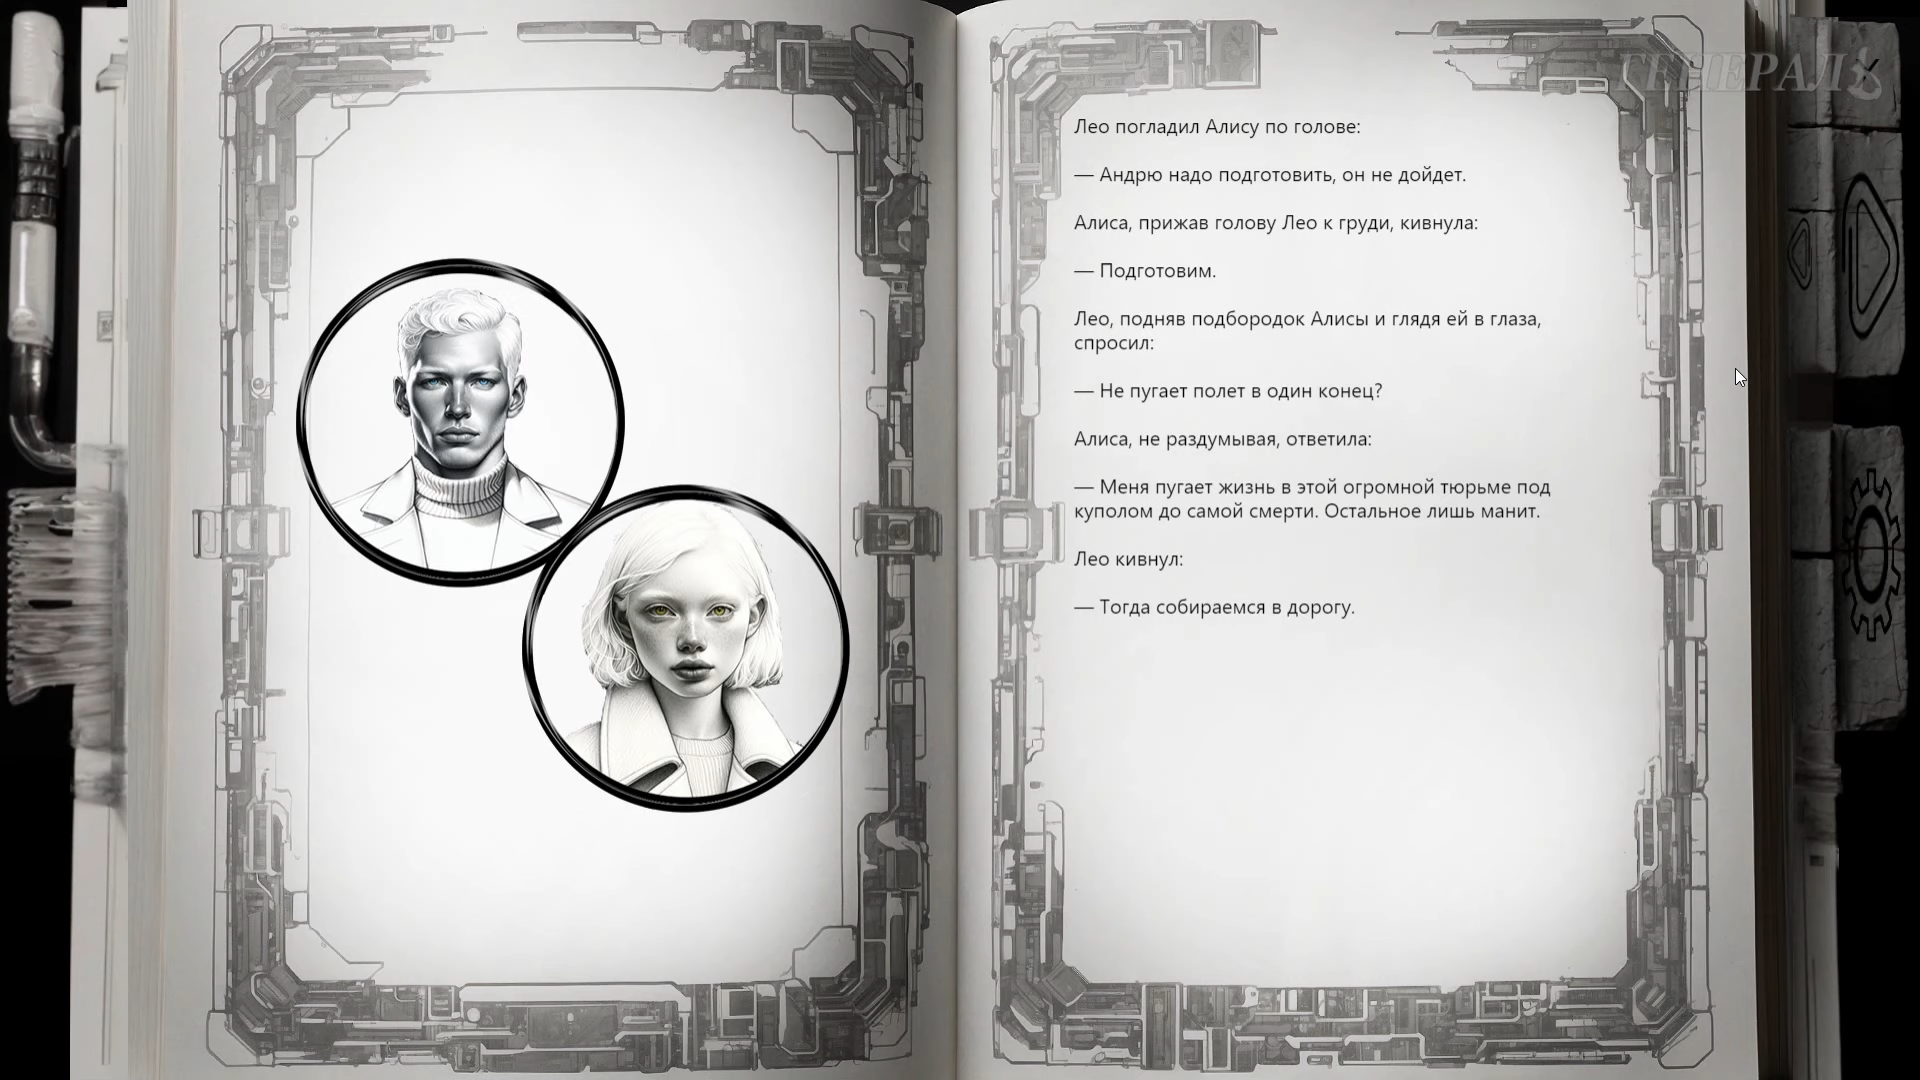 ГЕНЕРАЛ
Лео погладил Алису по голове:
— Андрю надо подготовить, он не дойдет.
Алиса, прижав голову Лео к груди, кивнула:
— Подготовим.
Лео, подняв подбородок Алисы и глядя ей в глаза,
спросил:
— Не пугает полет в один конец?
Алиса, не раздумывая, ответила:
— Меня пугает жизнь в этой огромной тюрьме под
куполом до самой смерти. Остальное лишь манит.
Лео кивнул:
— Тогда собираемся в дорогу.